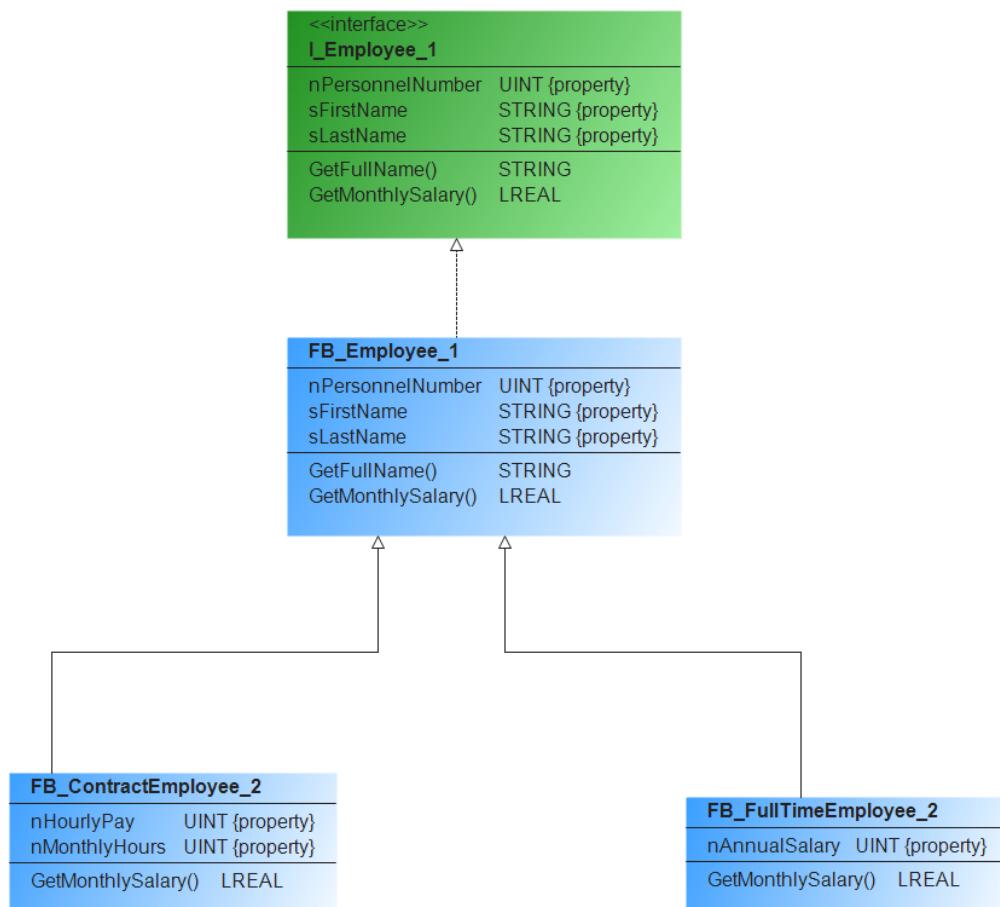 <<interface>>
I_Employee_1
nPersonnelNumber UINT {property}
sFirstName STRING {property}
sLastName STRING {property}
GetFullName() STRING
GetMonthlySalary() LREAL
FB_Employee_1
nPersonnelNumber UINT {property}
sFirstName STRING {property}
sLastName STRING {property}
GetFullName() STRING
GetMonthlySalary() LREAL
FB_ContractEmployee_2
nHourlyPay UINT {property}
nMonthlyHours UINT {property}
GetMonthlySalary() LREAL
FB_FullTimeEmployee_2
nAnnualSalary UINT {property}
GetMonthlySalary() LREAL